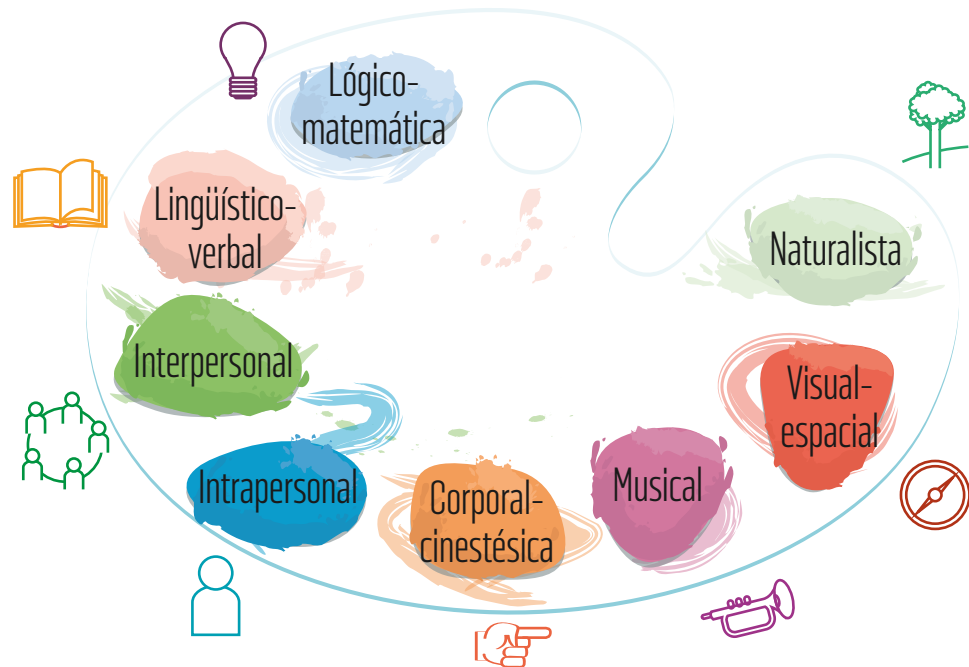 Lógico-
matemática
Lingüístico-
verbal
Naturalista
Interpersonal
Visual-
espacial
Intrapersonal
Corporal-
cinestésica
Musical